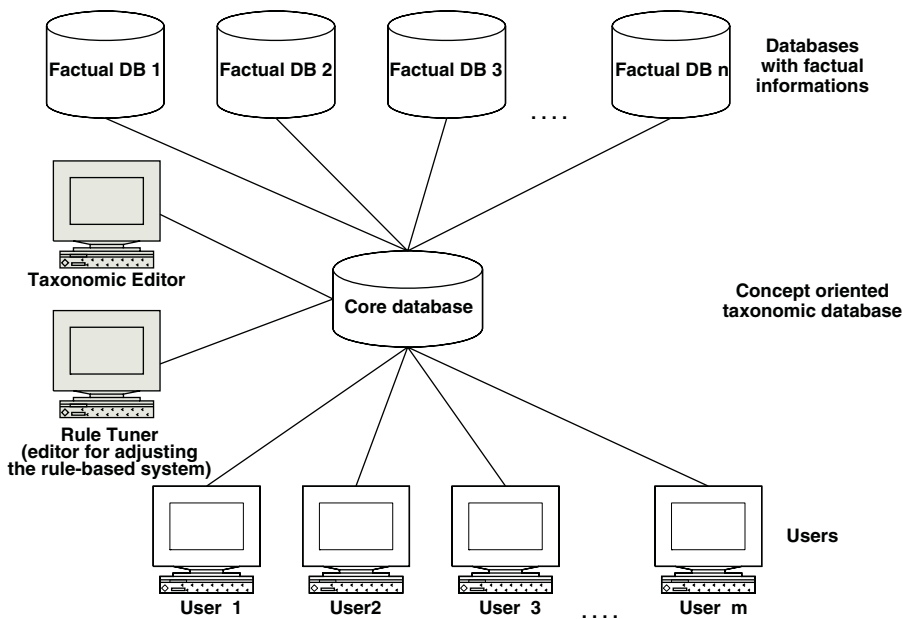 Factual DB 1
Factual DB 2
Factual DB 3
. . . .
Factual DB n
Databases
with factual
informations
Taxonomic Editor
Core database
Concept oriented
taxonomic database
Rule Tuner
(editor for adjusting
the rule-based system)
Users
User 1
User2
User 3
. . . .
User m